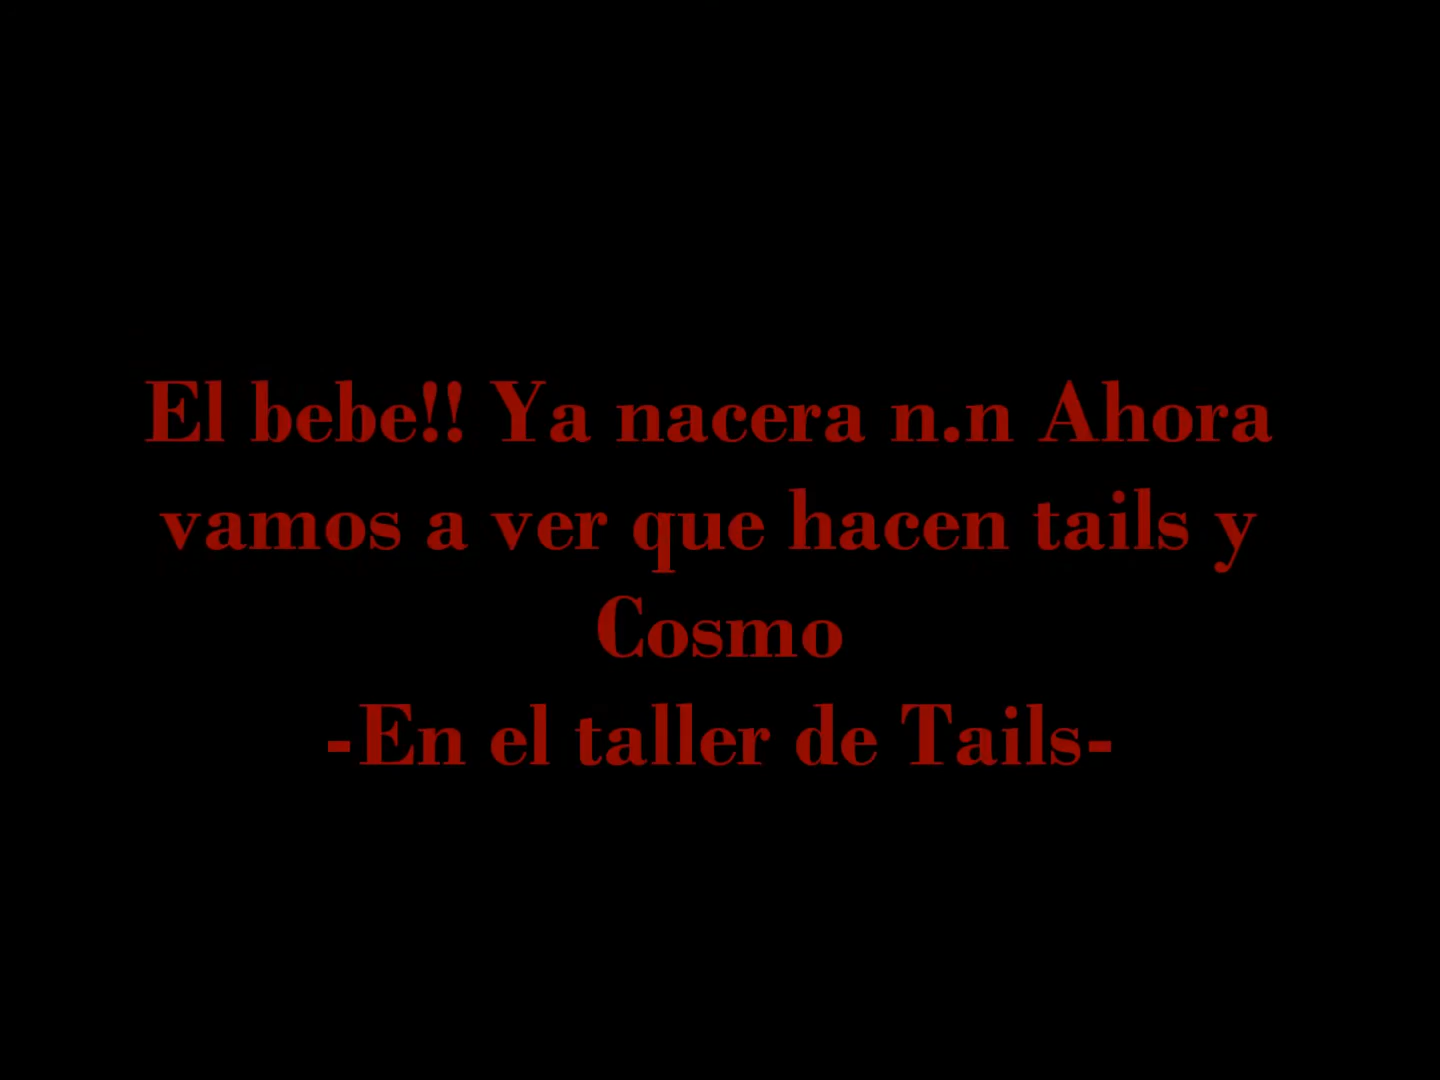 El bebe!! Ya nacera n.n Ahora
vamos a ver que hacen tails y
Cosmo
-En el taller de Tails-